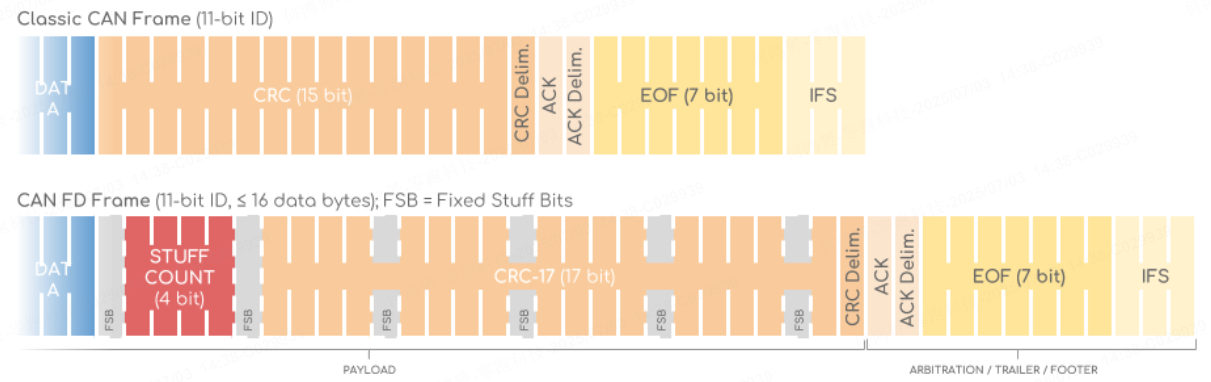 Classic CAN Frame (11-bit ID)
DAT
A
CRC (15 bit)
CRC Delim.
ACK
ACK Delim.
EOF (7 bit)
IFS
CAN FD Frame (11-bit ID, ≤ 16 data bytes); FSB = Fixed Stuff Bits
DAT
A
FSB
STUFF
COUNT
(4 bit)
FSB
FSB
CRC-17 (17 bit)
FSB
FSB
FSB
CRC Delim.
ACK
ACK Delim.
EOF (7 bit)
IFS
PAYLOAD
ARBITRATION / TRAILER / FOOTER